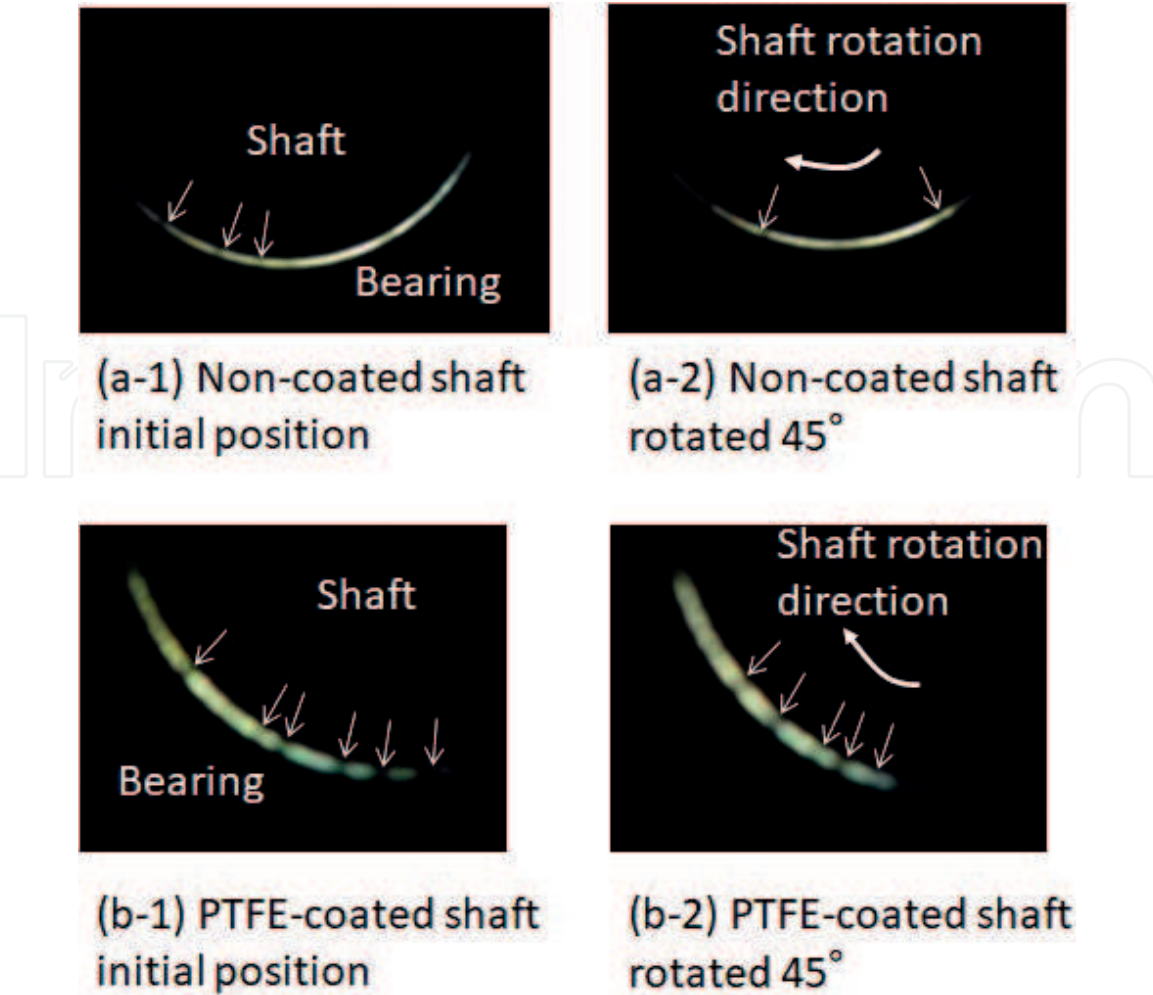 Shaft
Bearing
Shaft rotation
direction
(a-1) Non-coated shaft
initial position
(a-2) Non-coated shaft
rotated 45°
Shaft
Bearing
Shaft rotation
direction
(b-1) PTFE-coated shaft
initial position
(b-2) PTFE-coated shaft
rotated 45°